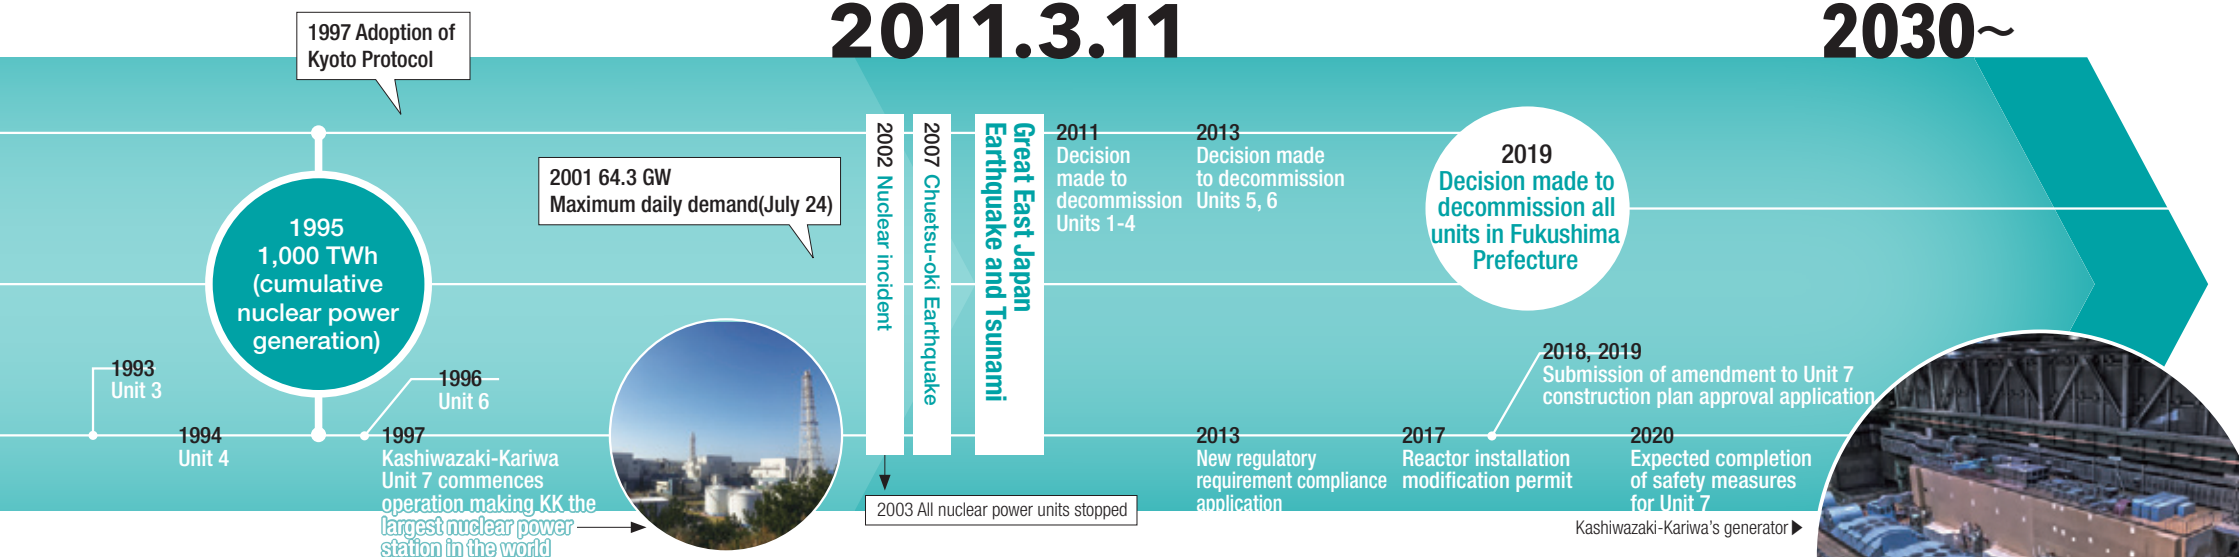 2011.3.11
2030~
1997 Adoption of
Kyoto Protocol
1995
1,000 TWh
(cumulative
nuclear power
generation)
2001 64.3 GW
Maximum daily demand(July 24)
1993
Unit 3
1994
Unit 4
1996
Unit 6
1997
Kashiwazaki-Kariwa
Unit 7 commences
operation making KK the
largest nuclear power
station in the world
2002 Nuclear incident
2007 Chuetsu-oki Earthquake
Great East Japan
Earthquake and Tsunami
2003 All nuclear power units stopped
2011
Decision
made to
decommission
Units 1-4
2013
Decision made
to decommission
Units 5, 6
2019
Decision made to
decommission all
units in Fukushima
Prefecture
2013
New regulatory
requirement compliance
application
2017
Reactor installation
modification permit
2018, 2019
Submission of amendment to Unit 7
construction plan approval application
2020
Expected completion
of safety measures
for Unit 7
Kashiwazaki-Kariwa's generator ▶